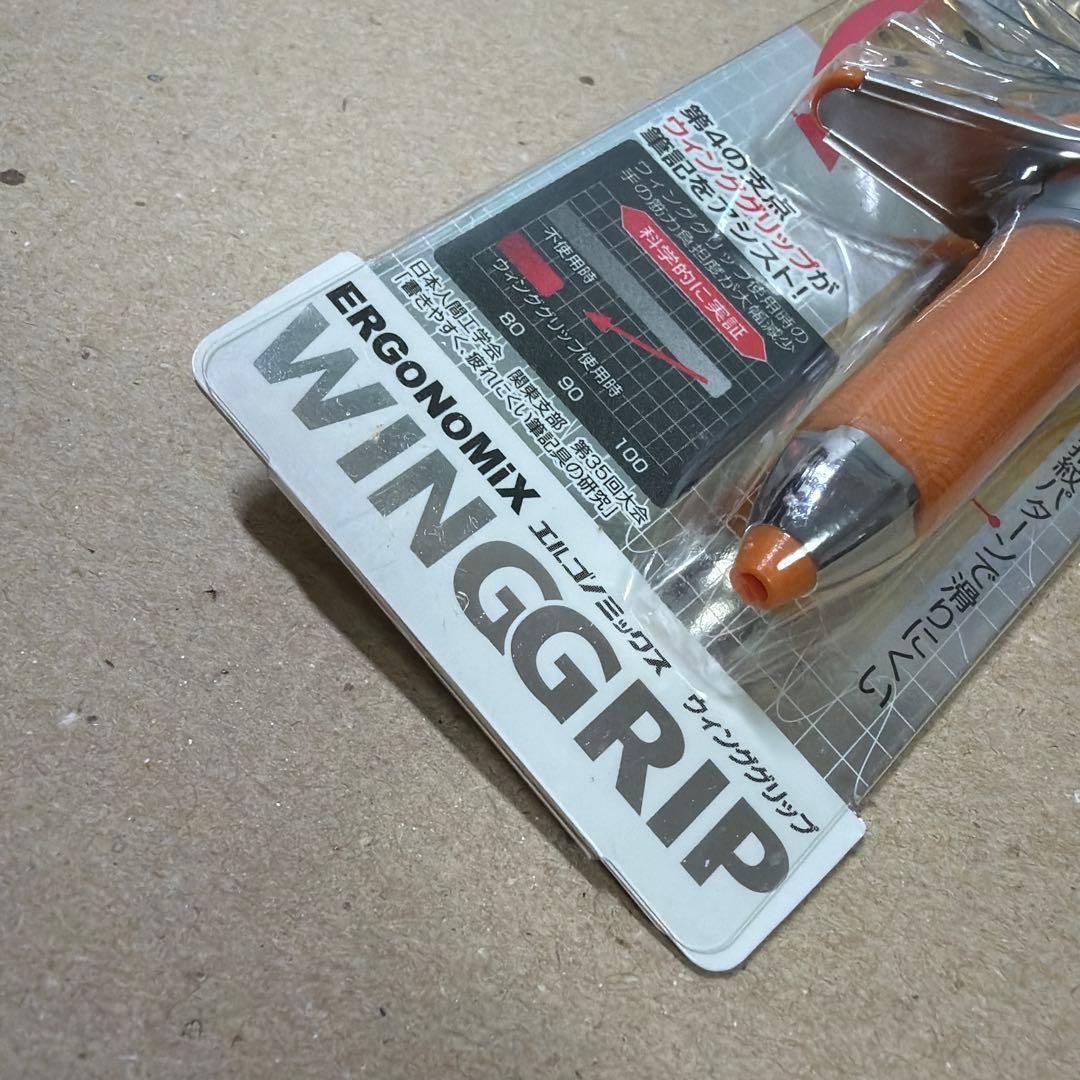 第4の支点
ウイングリップが
筆記をアシスト!
ウイングリップ使用時の
手の筋力負担度が大幅減少
科学的に実証
不使用時
ウイングリップ使用時
80
90
100
日本人間工学会 関東支部 第35回大会
「書きやすく、疲れにくい筆記具の研究」
紋パターンで滑りにくい
ERGoNoMiX エルゴノミックス ウィンググリップ
WINGGRIP